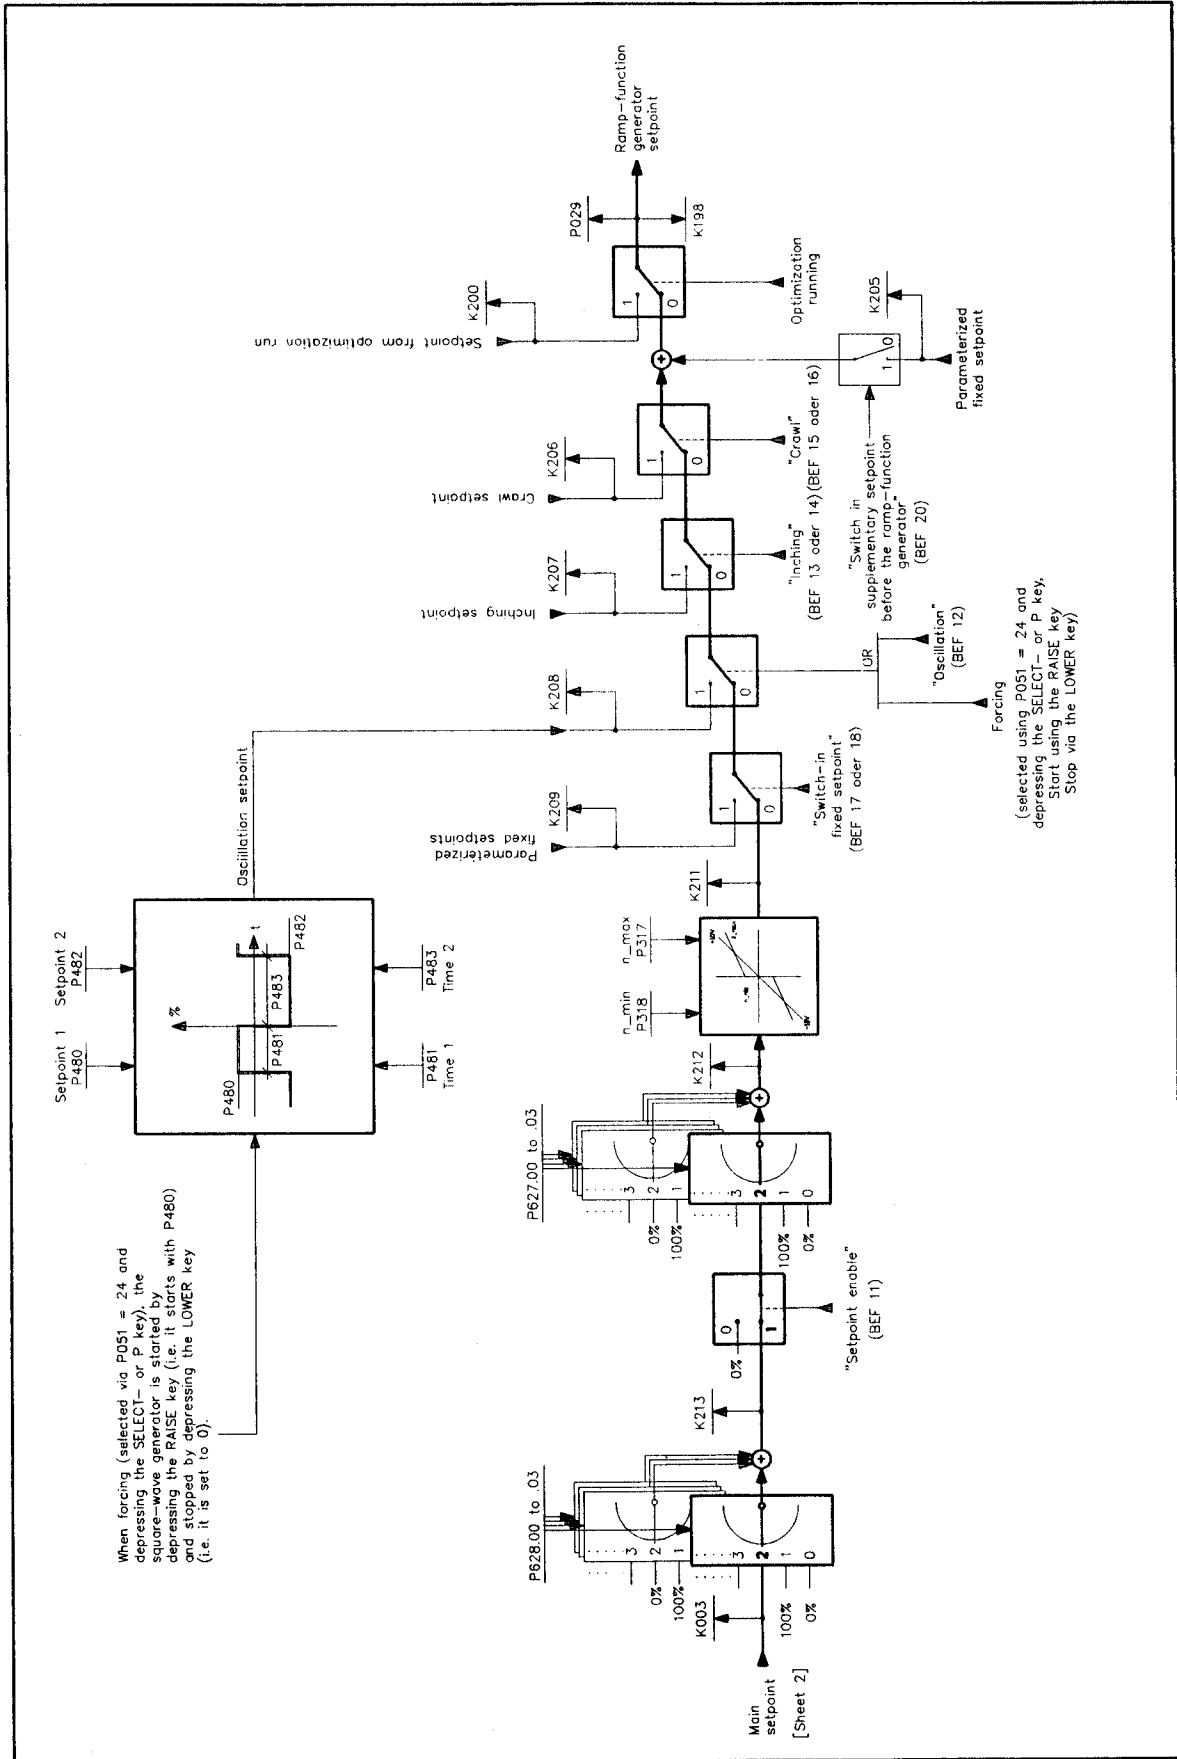 When forcing (selected via P051 = 24 and
depressing the SELECT- or P key), the
square-wave generator is started by
depressing the RAISE key (i.e. it starts with P480)
and stopped by depressing the LOWER key
(i.e. it is set to 0).
Setpoint 1
P480
Setpoint 2
P482
%
t
P480
P481
P483
P482
P481
Time 1
P483
Time 2
Oscillation setpoint
Main
setpoint
[Sheet 2]
K003
P628.00 to .03
3
2
1
0%
100%
3
2
1
0
100%
0%
K213
0
1
0%
"Setpoint enable"
(BEF 11)
P627.00 to .03
3
2
1
0%
100%
3
2
1
0
100%
0%
K212
n_min
P318
n_max
P317
K211
Parameterized
fixed setpoints
K209
1
0
"Switch-in
fixed setpoint"
(BEF 17 oder 18)
K208
1
0
OR
Forcing
(selected using P051 = 24 and
depressing the SELECT- or P key,
Start using the RAISE key
Stop via the LOWER key)
"Oscillation"
(BEF 12)
Inching setpoint
K207
1
0
"Inching"
(BEF 13 oder 14)
Crawl setpoint
K206
1
0
"Crawl"
(BEF 15 oder 16)
"Switch in
supplementary setpoint
before the ramp-function
generator"
(BEF 20)
1
0
K205
Parameterized
fixed setpoint
Setpoint from optimization run
K200
1
0
Optimization
running
P029
K198
Ramp-function
generator
setpoint